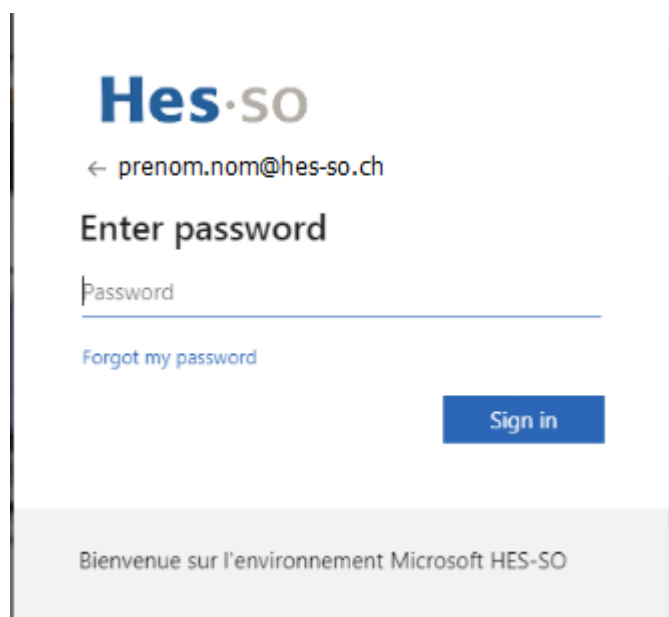 Hes·so
← prenom.nom@hes-so.ch
Enter password
Password
Forgot my password
Sign in
Bienvenue sur l'environnement Microsoft HES-SO